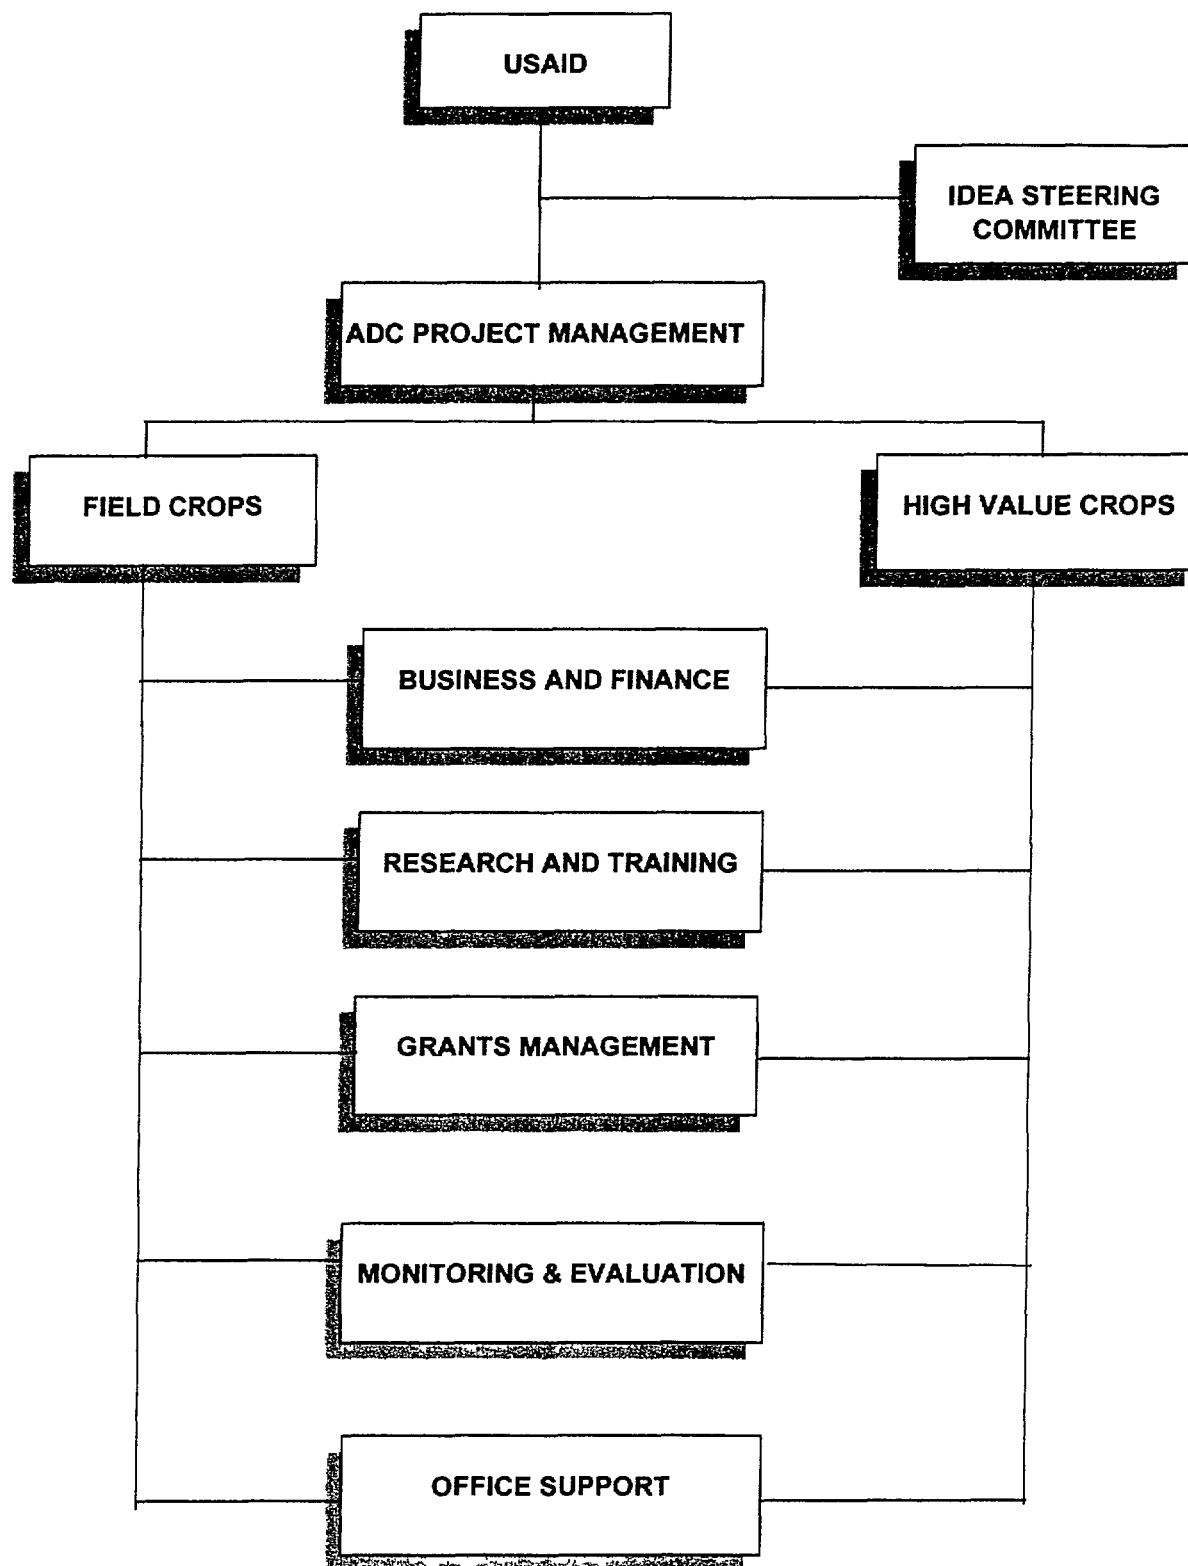 USAID
IDEA STEERING
COMMITTEE
ADC PROJECT MANAGEMENT
FIELD CROPS
HIGH VALUE CROPS
BUSINESS AND FINANCE
RESEARCH AND TRAINING
GRANTS MANAGEMENT
MONITORING & EVALUATION
OFFICE SUPPORT